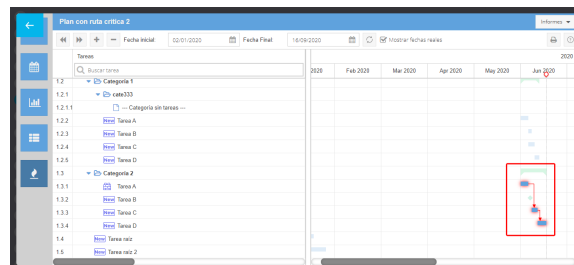 Plan con ruta crítica 2
Informes
Fecha inicial: 02/01/2020 Fecha Final: 16/09/2020 Mostrar fechas reales
Tareas 2020
Buscar tarea 2020 Feb 2020 Mar 2020 Apr 2020 May 2020 Jun 2020
1.2 Categoría 1
1.2.1 cate333
1.2.1.1 --- Categoria sin tareas ---
1.2.2 New Tarea A
1.2.3 New Tarea B
1.2.4 New Tarea C
1.2.5 New Tarea D
1.3 Categoria 2
1.3.1 Tarea A
1.3.2 New Tarea B
1.3.3 New Tarea C
1.3.4 New Tarea D
1.4 New Tarea raíz
1.5 New Tarea raíz 2